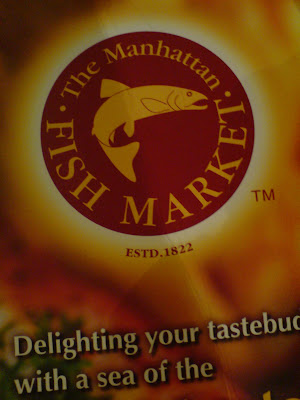 · The Manhattan ·
FISH MARKET
TM
ESTD.1822
Delighting your tastebud
with a sea of the